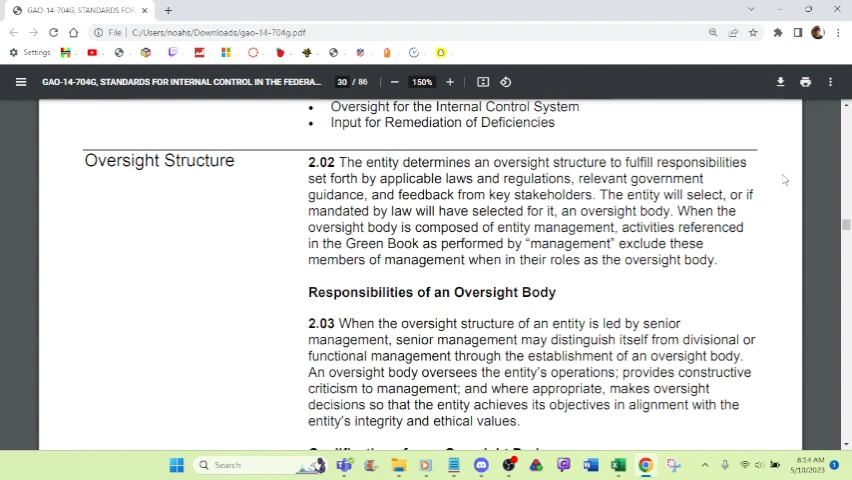 GAO-14-704G, STANDARDS FOR IN
File
C:/Users/noahs/Downloads/gao-14-704g.pdf
Settings
GAO-14-704G, STANDARDS FOR INTERNAL CONTROL IN THE FEDERA...
30 / 86
150%
• Oversight for the Internal Control System
• Input for Remediation of Deficiencies
Oversight Structure
2.02 The entity determines an oversight structure to fulfill responsibilities
set forth by applicable laws and regulations, relevant government
guidance, and feedback from key stakeholders. The entity will select, or if
mandated by law will have selected for it, an oversight body. When the
oversight body is composed of entity management, activities referenced
in the Green Book as performed by “management” exclude these
members of management when in their roles as the oversight body.
Responsibilities of an Oversight Body
2.03 When the oversight structure of an entity is led by senior
management, senior management may distinguish itself from divisional or
functional management through the establishment of an oversight body.
An oversight body oversees the entity’s operations; provides constructive
criticism to management; and where appropriate, makes oversight
decisions so that the entity achieves its objectives in alignment with the
entity’s integrity and ethical values.
Search
8:14 AM
5/10/2023